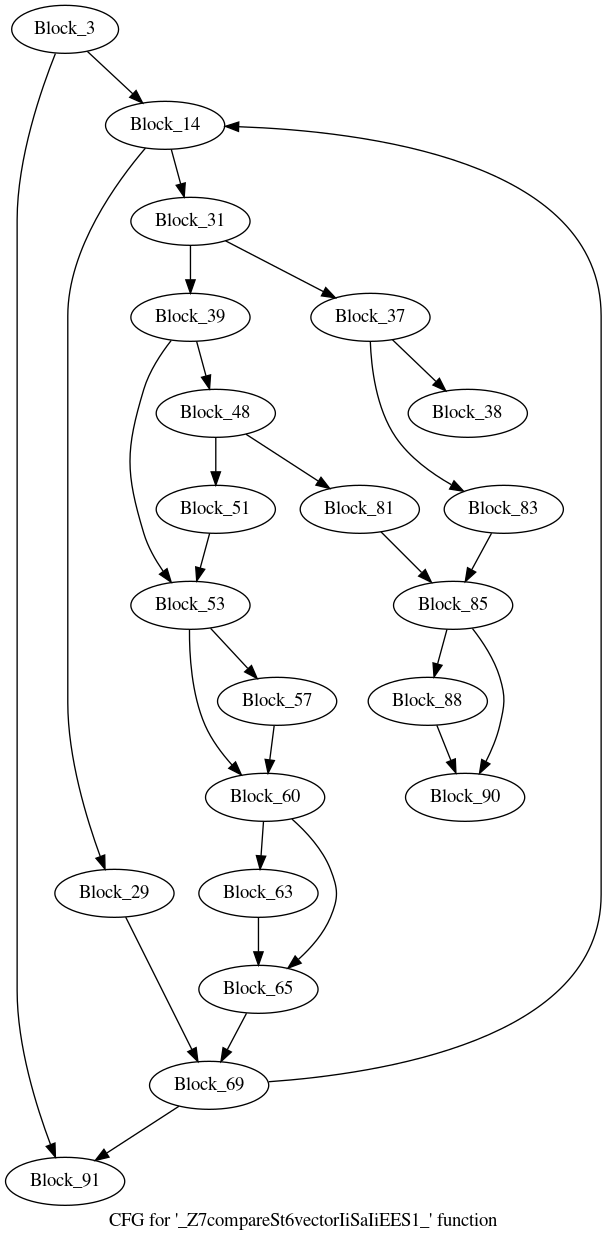 Block_3
Block_14
Block_31
Block_39
Block_37
Block_48
Block_38
Block_51
Block_81
Block_83
Block_53
Block_85
Block_57
Block_88
Block_60
Block_90
Block_29
Block_63
Block_65
Block_69
Block_91
CFG for '_Z7compareSt6vectorIiSaIiEES1_' function